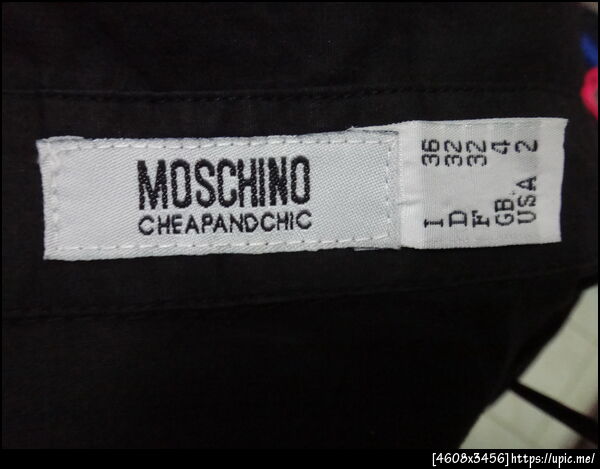 MOSCHINO
CHEAPANDCHIC
I 36
D 32
F 32
GB 4
USA 2
[4608x3456]https://upic.me/